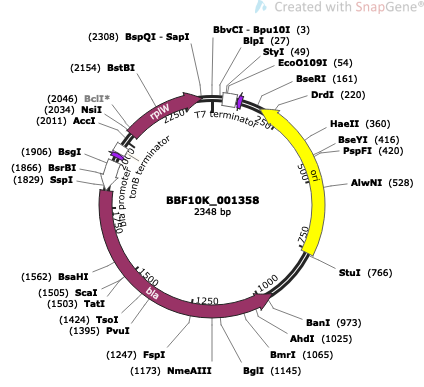 Created with SnapGene®
BbvCI - Bpu10I (3)
BlpI (27)
StyI (49)
EcoO109I (54)
BseRI (161)
DrdI (220)
HaeII (360)
BseYI (416)
PspFI (420)
AlwNI (528)
StuI (766)
BanI (973)
AhdI (1025)
BmrI (1065)
BglI (1145)
(1173) NmeAIII
(1247) FspI
(1395) PvuI
(1424) TsoI
(1503) TatI
(1505) ScaI
(1562) BsaHI
(1829) SspI
(1866) BsrBI
(1906) BsgI
(2011) AccI
(2034) NsiI
(2046) BclI*
(2154) BstBI
(2308) BspQI - SapI
T7 terminator
rplW
tonB terminator
bla promoter
bla
ori
250
500
750
1000
1250
1500
2000
2250
BBF10K_001358
2348 bp